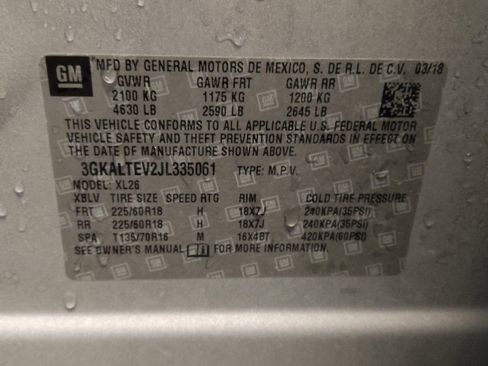 GM
MFD BY GENERAL MOTORS DE MEXICO, S. DE R.L. DE C.V. 03/18
GVWR GAWR FRT GAWR RR
2100 KG 1175 KG 1200 KG
4630 LB 2590 LB 2645 LB
THIS VEHICLE CONFORMS TO ALL APPLICABLE U.S. FEDERAL MOTOR
VEHICLE SAFETY AND THEFT PREVENTION STANDARDS IN EFFECT ON
THE DATE OF MANUFACTURE SHOWN ABOVE.
3GKALTEV2JL335061 TYPE: M.P.V.
MODEL: XL26
XBLV TIRE SIZE SPEED RTG RIM COLD TIRE PRESSURE
FRT 225/60R18 H 18X7J 240KPA(35PSI)
RR 225/60R18 H 18X7J 240KPA(35PSI)
SPA T135/70R16 M 16X4BT 420KPA(60PSI)
SEE OWNER'S MANUAL FOR MORE INFORMATION